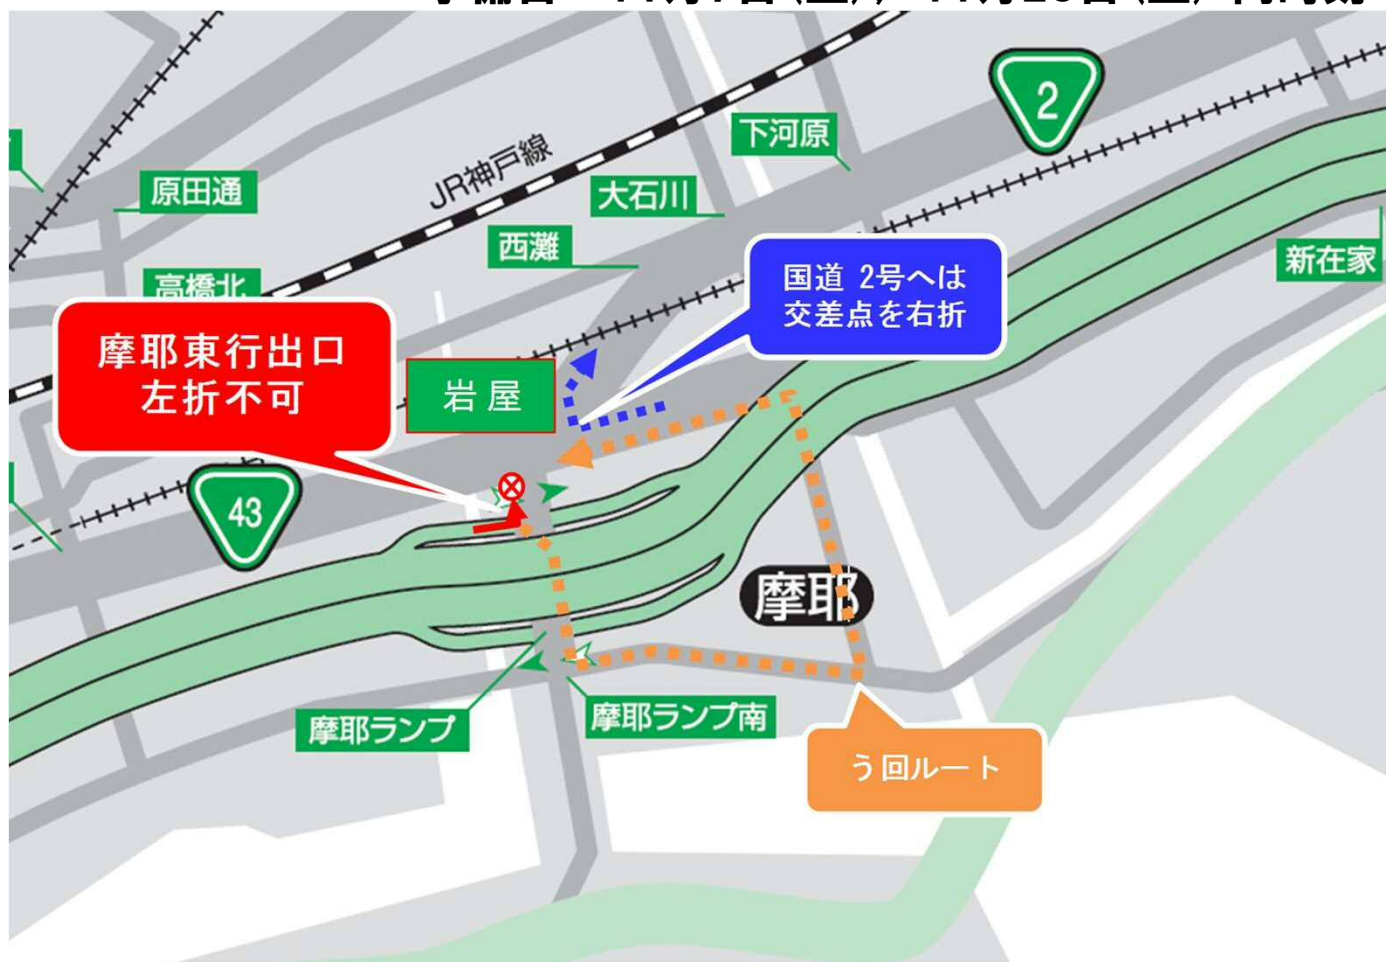 2
下河原
JR神戸線
原田通
大石川
西灘
高橋北
国道 2号へは
交差点を右折
新在家
摩耶東行出口
左折不可
岩屋
43
摩耶
摩耶ランプ
摩耶ランプ南
う回ルート